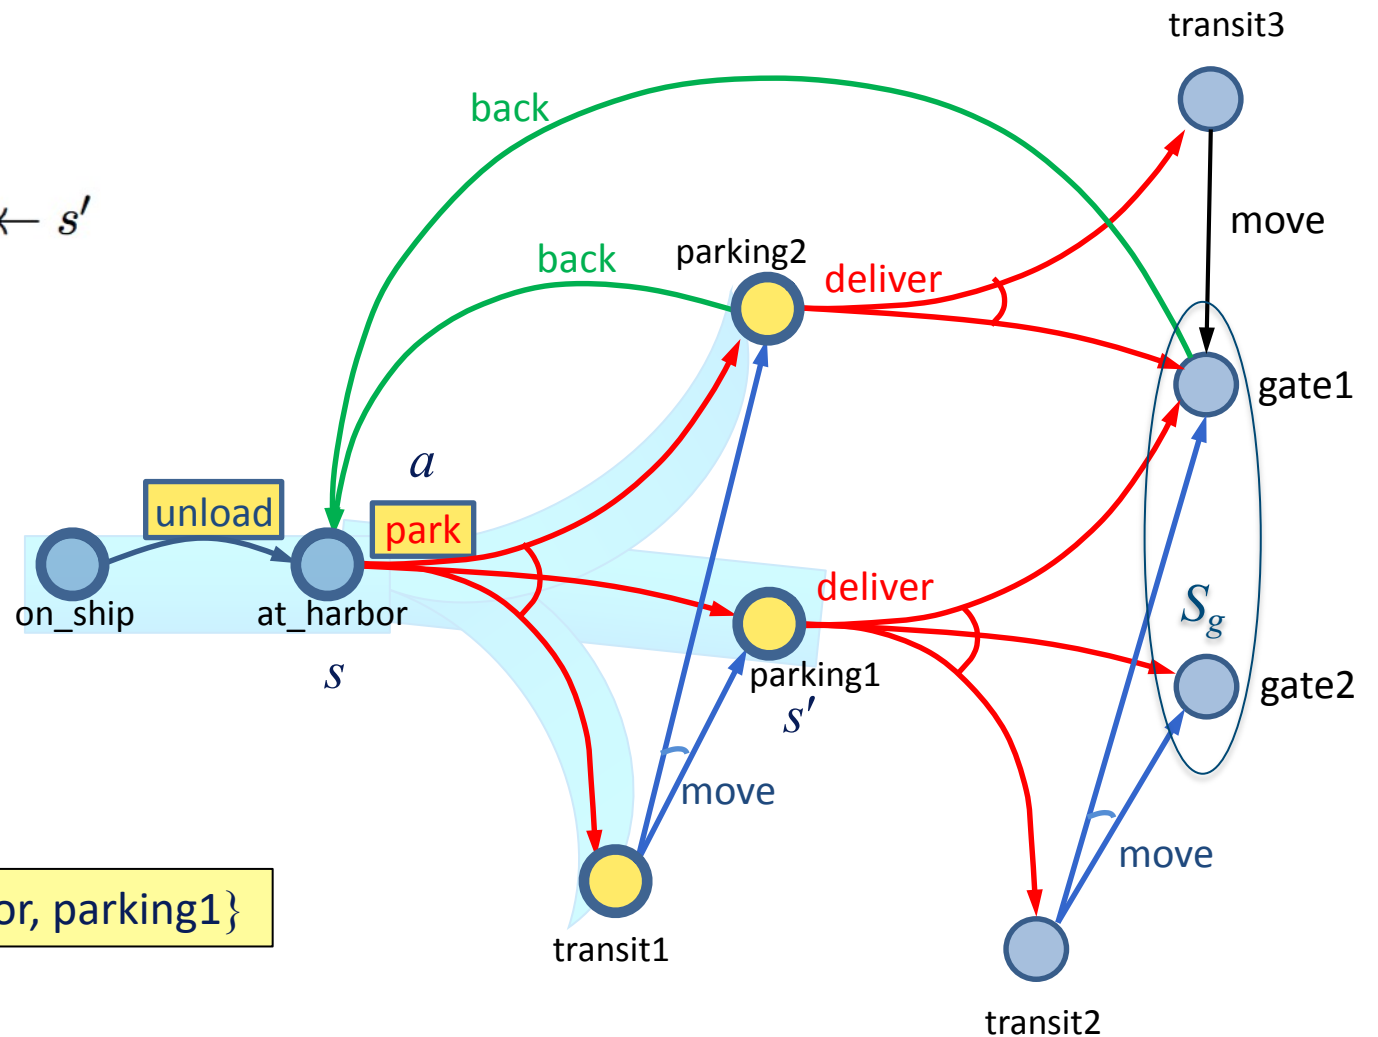 transit3
back
← s′
move
parking2
back
deliver
gate1
a
unload
park
on_ship
at_harbor
deliver
S_g
s
parking1
gate2
s′
move
move
or, parking1}
transit1
transit2